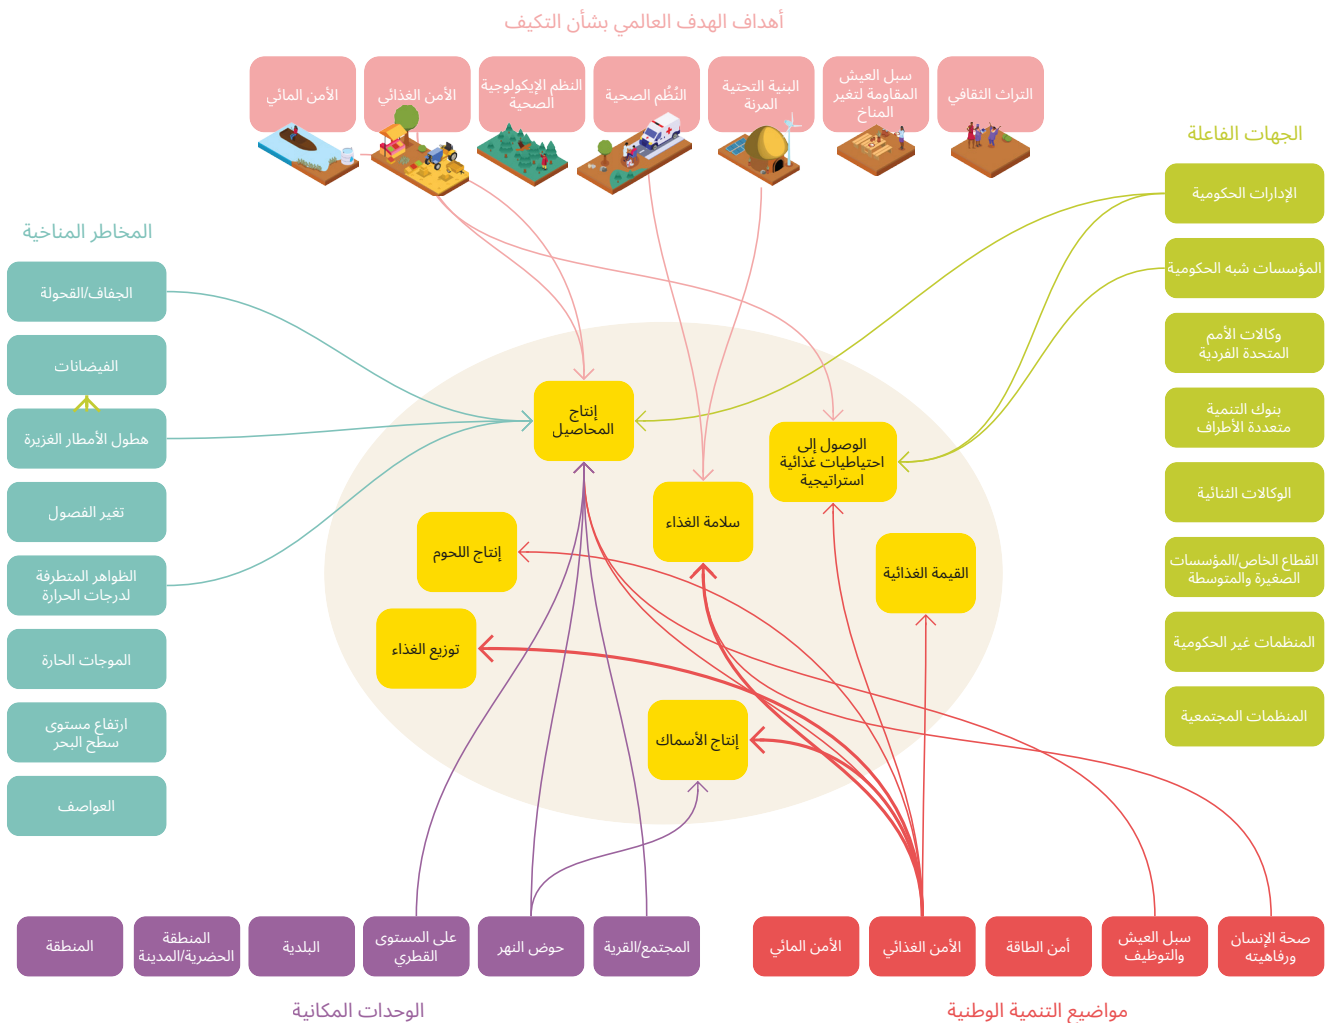 أهداف الهدف العالمي بشأن التكيف
التراث الثقافي
سبل العيش
المقاومة لتغير
المناخ
البنية التحتية
المرنة
النُظُم الصحية
النظم الإيكولوجية
الصحية
الأمن الغذائي
الأمن المائي
الجهات الفاعلة
الإدارات الحكومية
المؤسسات شبه الحكومية
وكالات الأمم
المتحدة الفردية
بنوك التنمية
متعددة الأطراف
الوكالات الثنائية
القطاع الخاص/المؤسسات
الصغيرة والمتوسطة
المنظمات غير الحكومية
المنظمات المجتمعية
المخاطر المناخية
الجفاف/القحولة
الفيضانات
هطول الأمطار الغزيرة
تغير الفصول
الظواهر المتطرفة
لدرجات الحرارة
الموجات الحارة
ارتفاع مستوى
سطح البحر
العواصف
إنتاج
المحاصيل
الوصول إلى
احتياطيات غذائية
استراتيجية
سلامة الغذاء
إنتاج اللحوم
القيمة الغذائية
توزيع الغذاء
إنتاج الأسماك
صحة الإنسان
ورفاهيته
سبل العيش
والتوظيف
أمن الطاقة
الأمن الغذائي
الأمن المائي
مواضيع التنمية الوطنية
المجتمع/القرية
حوض النهر
على المستوى
القطري
البلدية
المنطقة
الحضرية/المدينة
المنطقة
الوحدات المكانية